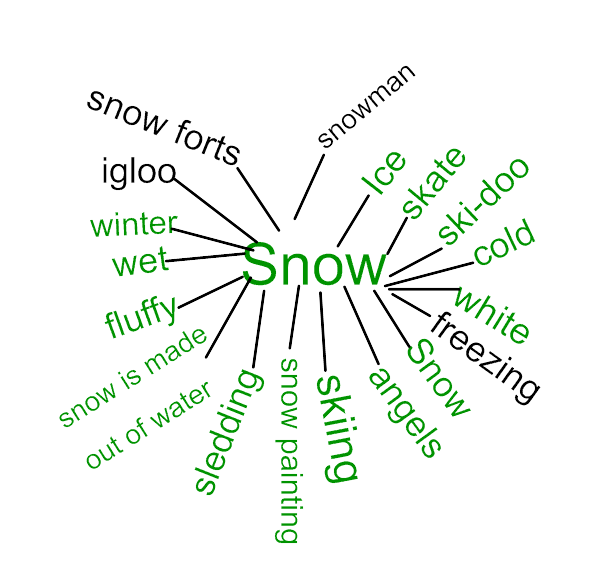 snowman
snow forts
igloo
Ice
skate
ski-doo
winter
cold
wet
Snow
fluffy
white
freezing
snow is made
out of water
sledding
snow painting
skiing
angels
Snow